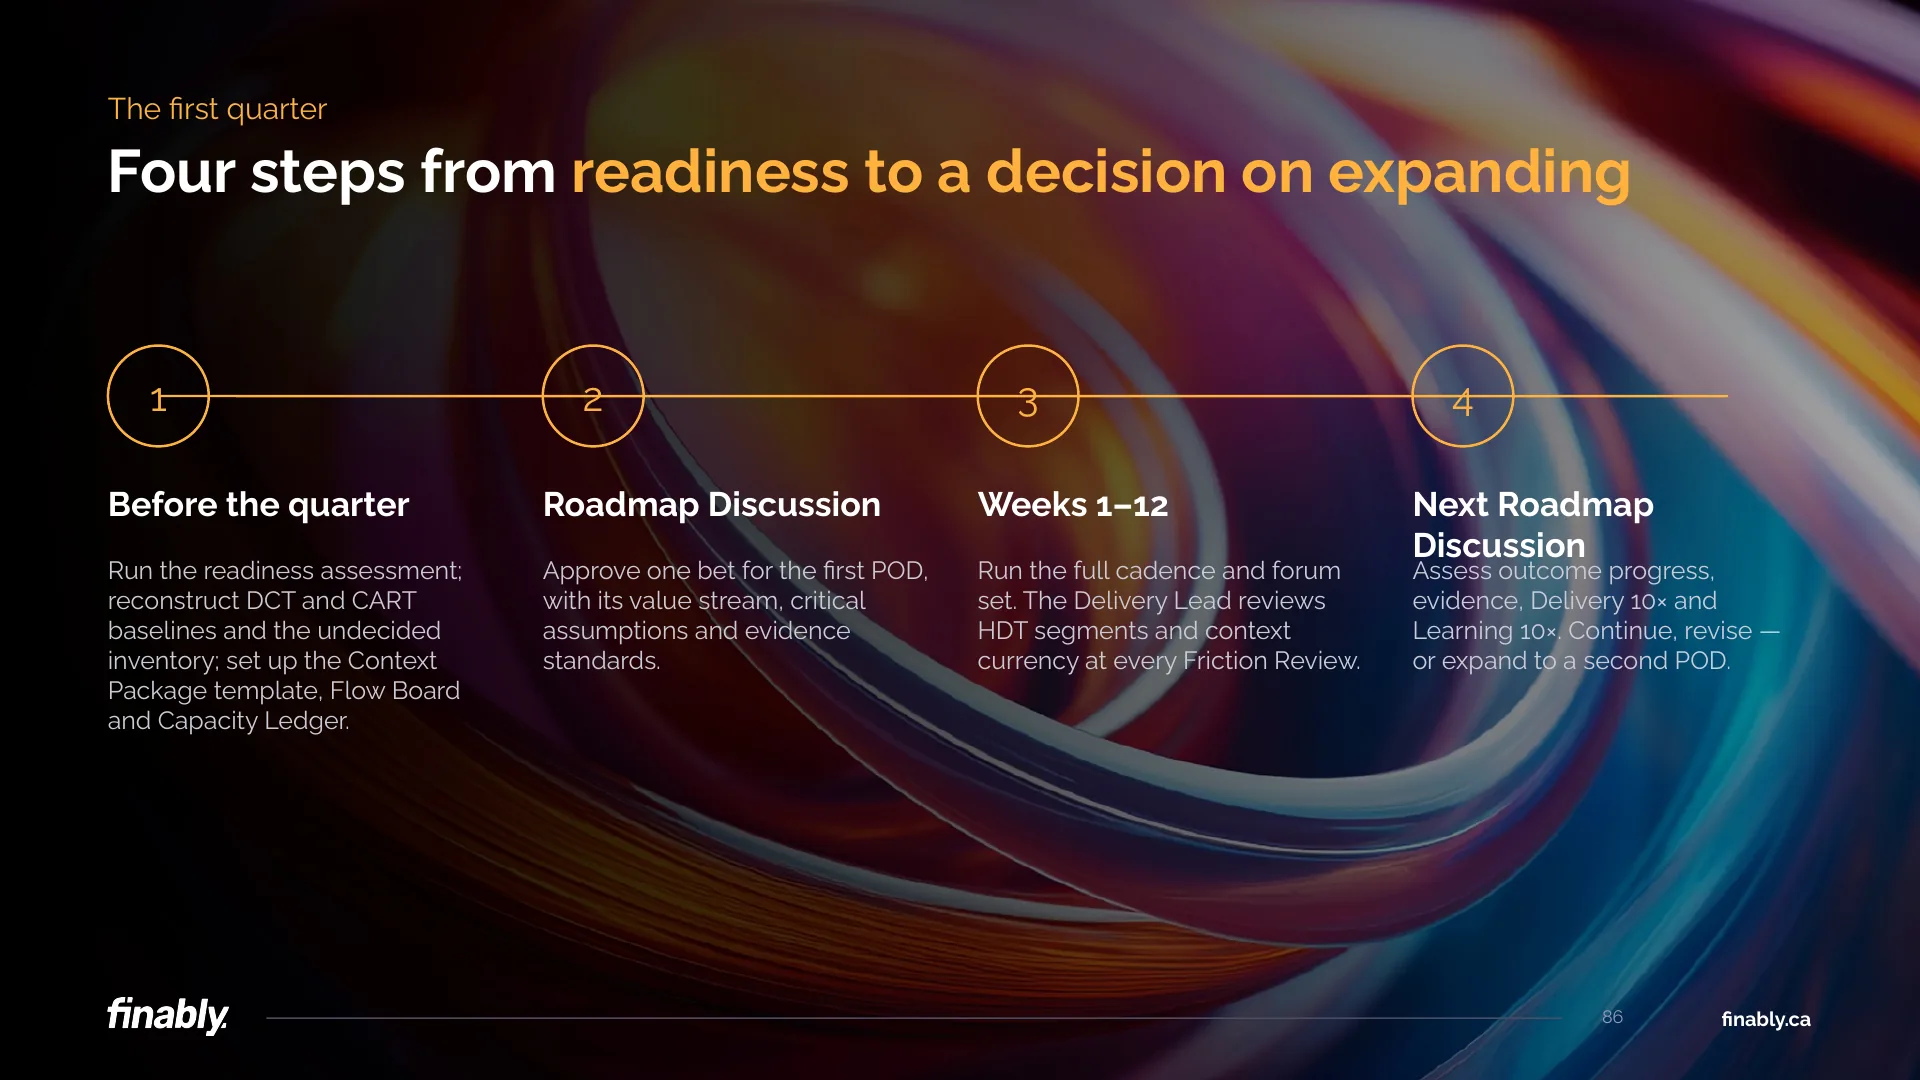 The first quarter
Four steps from readiness to a decision on expanding
1
2
3
4
Before the quarter
Run the readiness assessment;
reconstruct DCT and CART
baselines and the undecided
inventory; set up the Context
Package template, Flow Board
and Capacity Ledger.
Roadmap Discussion
Approve one bet for the first POD,
with its value stream, critical
assumptions and evidence
standards.
Weeks 1–12
Run the full cadence and forum
set. The Delivery Lead reviews
HDT segments and context
currency at every Friction Review.
Next Roadmap
Discussion
Assess outcome progress,
evidence, Delivery 10× and
Learning 10×. Continue, revise —
or expand to a second POD.
finably.
86
finably.ca